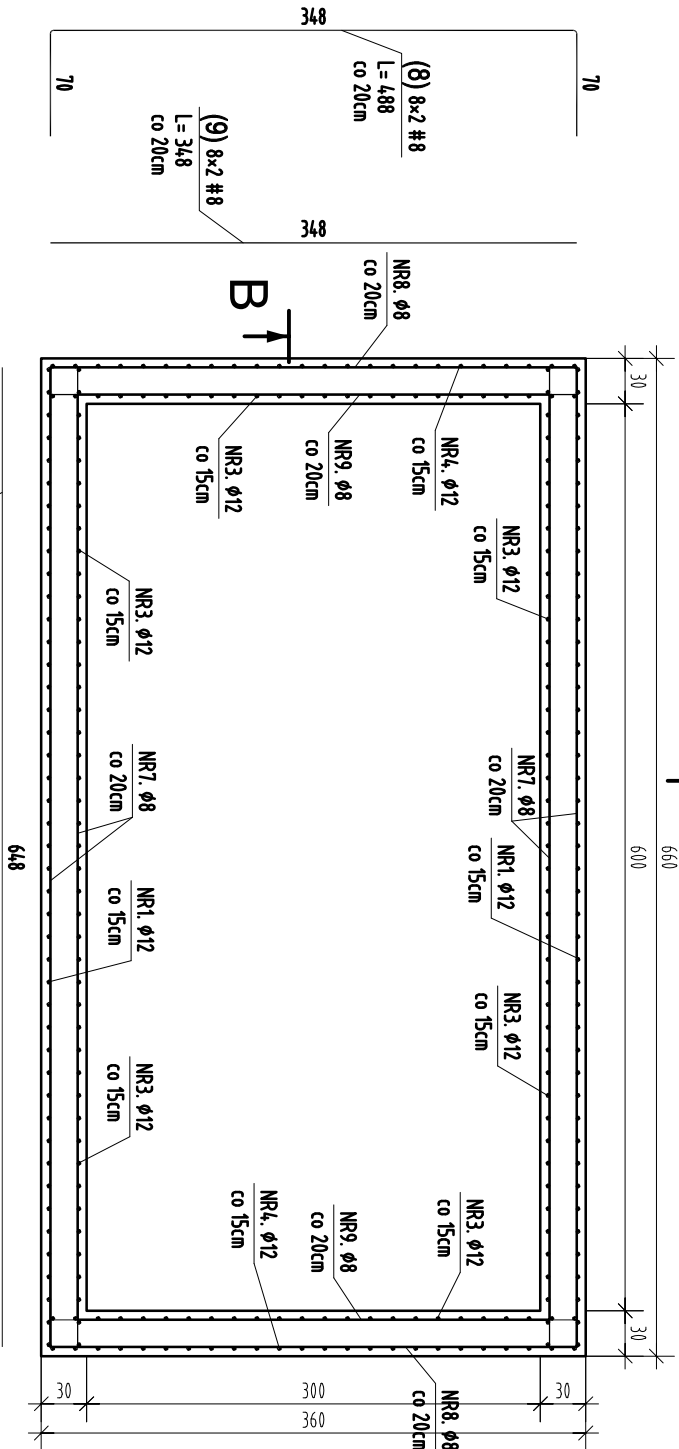 348
70
70
(8) 8×2 #8
L= 488
co 20cm
(9) 8×2 #8
L= 348
co 20cm
348
B
NR8. ϕ8
co 20cm
30
NR3. ϕ12
co 15cm
NR9. ϕ8
co 20cm
NR4. ϕ12
co 15cm
NR3. ϕ12
co 15cm
NR3. ϕ12
co 15cm
NR7. ϕ8
co 20cm
NR7. ϕ8
co 20cm
660
600
648
NR1. ϕ12
co 15cm
NR1. ϕ12
co 15cm
NR3. ϕ12
co 15cm
NR3. ϕ12
co 15cm
NR4. ϕ12
co 15cm
NR9. ϕ8
co 20cm
NR3. ϕ12
co 15cm
30
NR8. ϕ8
co 20cm
30
300
30
360